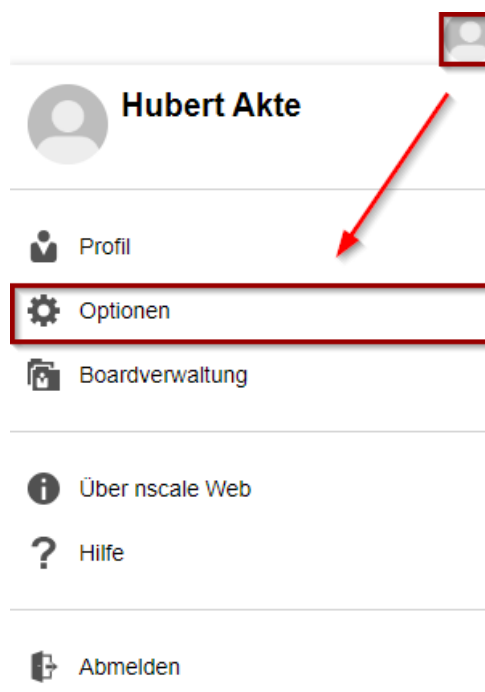 Hubert Akte
Profil
Optionen
Boardverwaltung
Über nscale Web
Hilfe
Abmelden